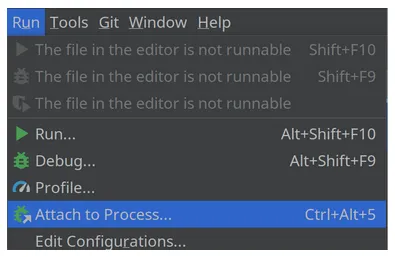 Run Tools Git Window Help
The file in the editor is not runnable Shift+F10
The file in the editor is not runnable Shift+F9
The file in the editor is not runnable
Run... Alt+Shift+F10
Debug... Alt+Shift+F9
Profile...
Attach to Process... Ctrl+Alt+5
Edit Configurations...